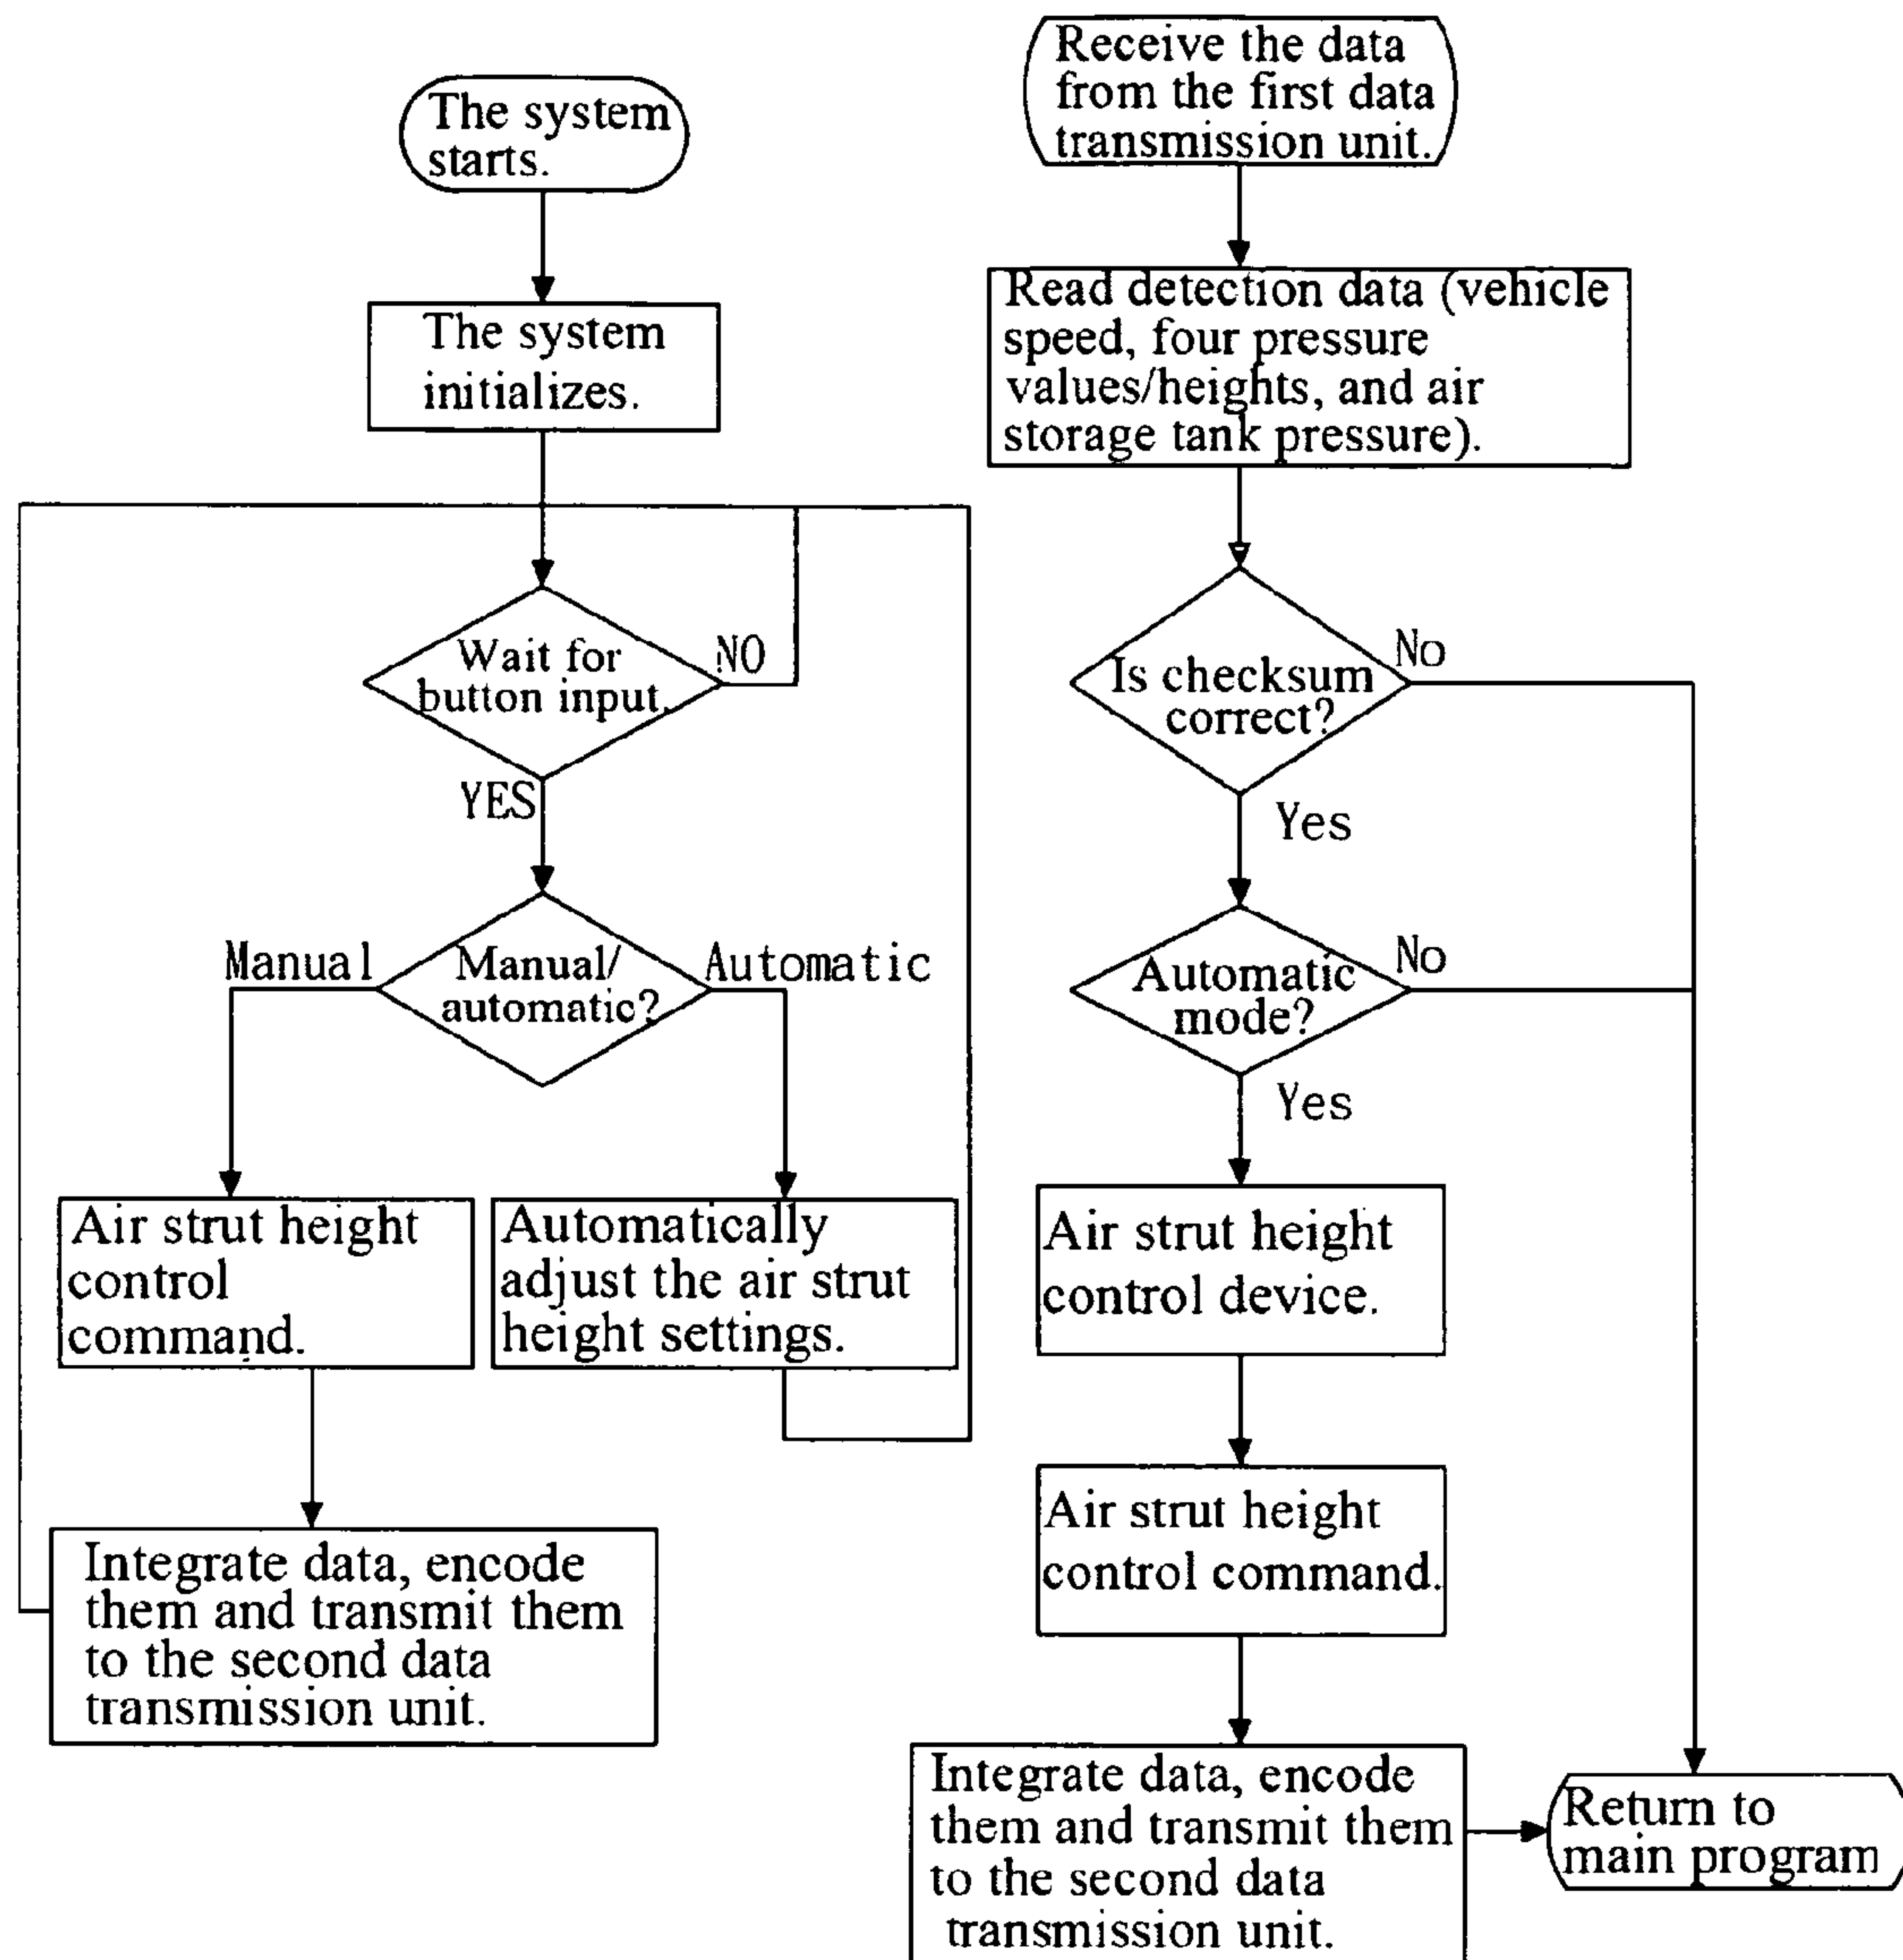 The system
starts.
The system
initializes.
Wait for
button input.
NO
YES
Manual/
automatic?
Manual
Automatic
Air strut height
control
command.
Automatically
adjust the air strut
height settings.
Integrate data, encode
them and transmit them
to the second data
transmission unit.
Receive the data
from the first data
transmission unit.
Read detection data (vehicle
speed, four pressure
values/heights, and air
storage tank pressure).
Is checksum
correct?
No
Yes
Automatic
mode?
No
Yes
Air strut height
control device.
Air strut height
control command.
Integrate data, encode
them and transmit them
to the second data
transmission unit.
Return to
main program